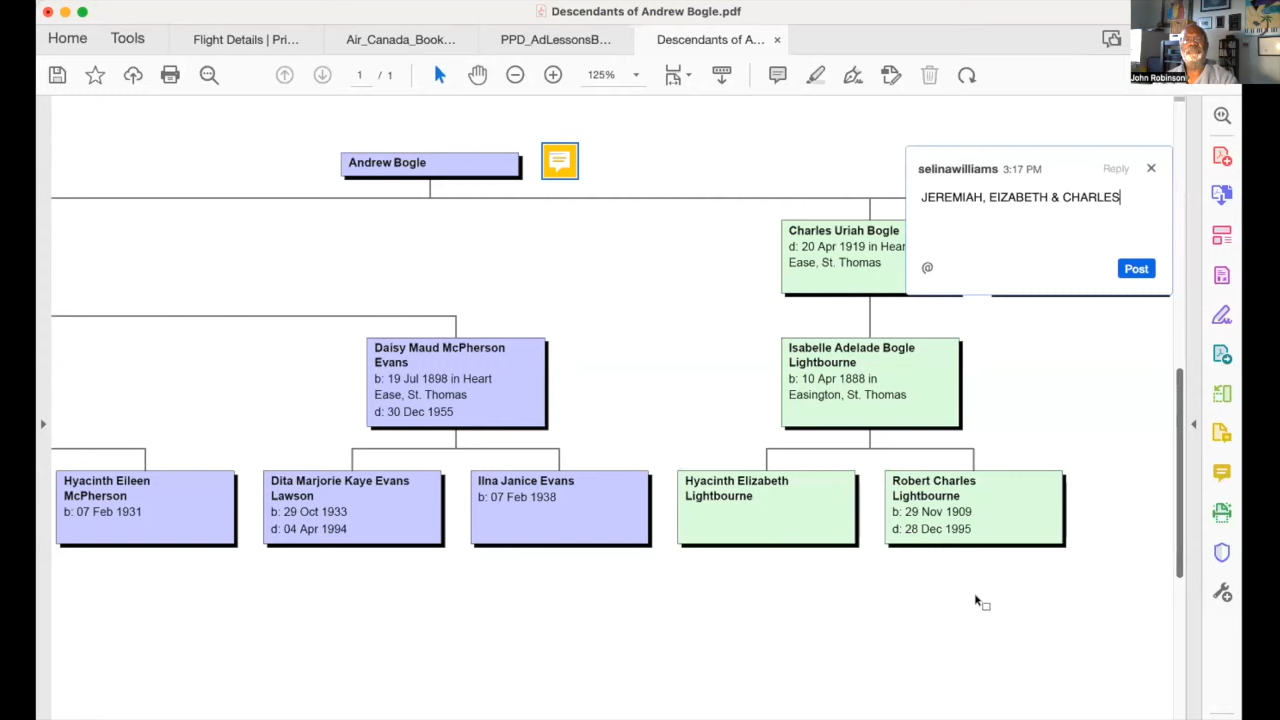 Descendants of Andrew Bogle.pdf
Home
Tools
Flight Details | Pri...
Air_Canada_Book...
PPD_AdLessonsB...
Descendants of A...
1 / 1
125%
John Robinson
Andrew Bogle
selinawilliams 3:17 PM
Reply
JEREMIAH, EIZABETH & CHARLES
@
Post
Charles Uriah Bogle
d: 20 Apr 1919 in Hear
Ease, St. Thomas
Daisy Maud McPherson
Evans
b: 19 Jul 1898 in Heart
Ease, St. Thomas
d: 30 Dec 1955
Isabelle Adelade Bogle
Lightbourne
b: 10 Apr 1888 in
Easington, St. Thomas
Hyacinth Eileen
McPherson
b: 07 Feb 1931
Dita Marjorie Kaye Evans
Lawson
b: 29 Oct 1933
d: 04 Apr 1994
Ilna Janice Evans
b: 07 Feb 1938
Hyacinth Elizabeth
Lightbourne
Robert Charles
Lightbourne
b: 29 Nov 1909
d: 28 Dec 1995